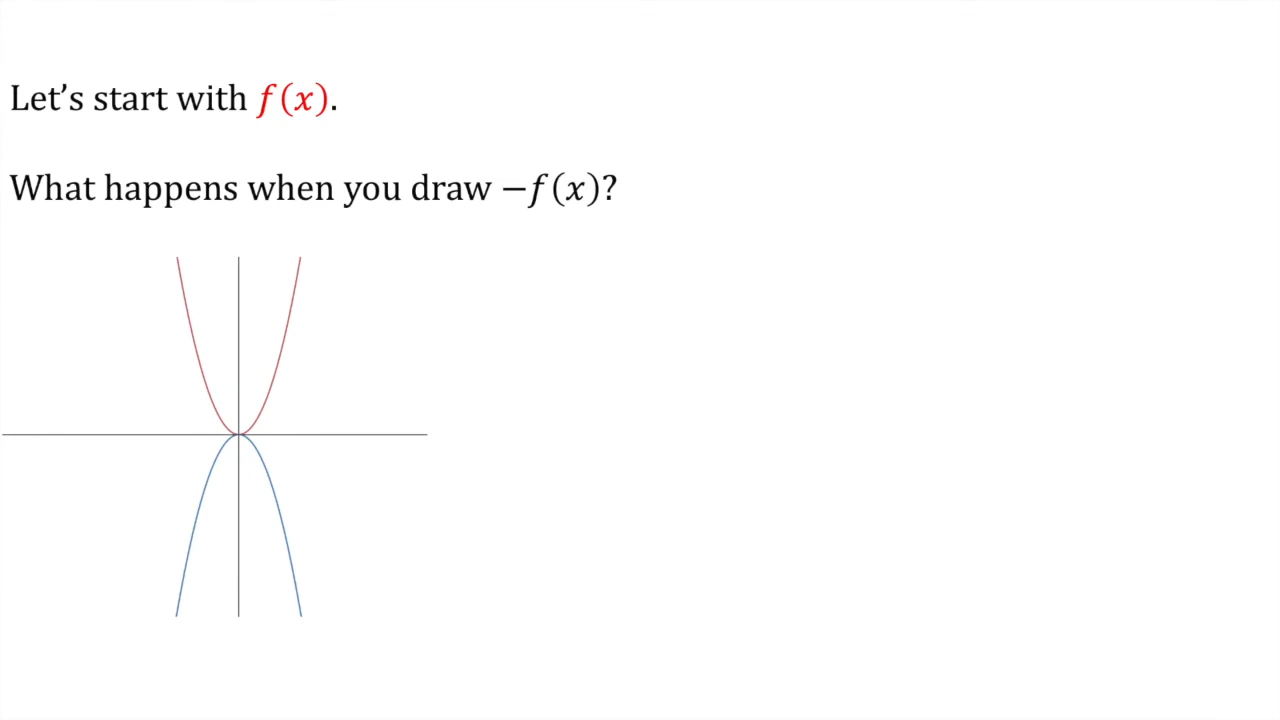 Let’s start with f(x).
What happens when you draw −f(x)?